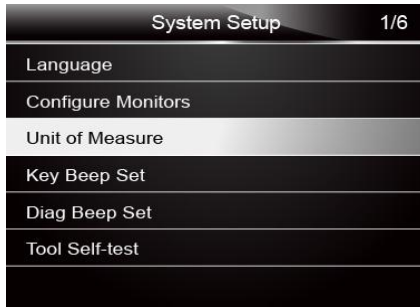 System Setup 1/6
Language
Configure Monitors
Unit of Measure
Key Beep Set
Diag Beep Set
Tool Self-test